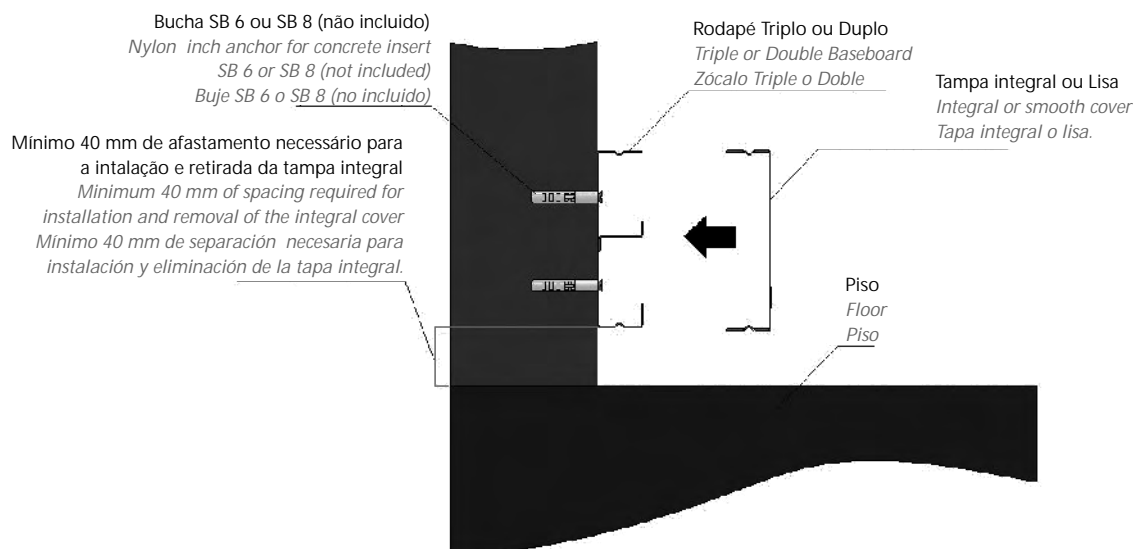 Bucha SB 6 ou SB 8 (não incluido)
Nylon inch anchor for concrete insert
SB 6 or SB 8 (not included)
Buje SB 6 o SB 8 (no incluido)
Mínimo 40 mm de afastamento necessário para
a intalação e retirada da tampa integral
Minimum 40 mm of spacing required for
installation and removal of the integral cover
Mínimo 40 mm de separación necesaria para
instalación y eliminación de la tapa integral.
Rodapé Triplo ou Duplo
Triple or Double Baseboard
Zócalo Triple o Doble
Tampa integral ou Lisa
Integral or smooth cover
Tapa integral o lisa.
Piso
Floor
Piso